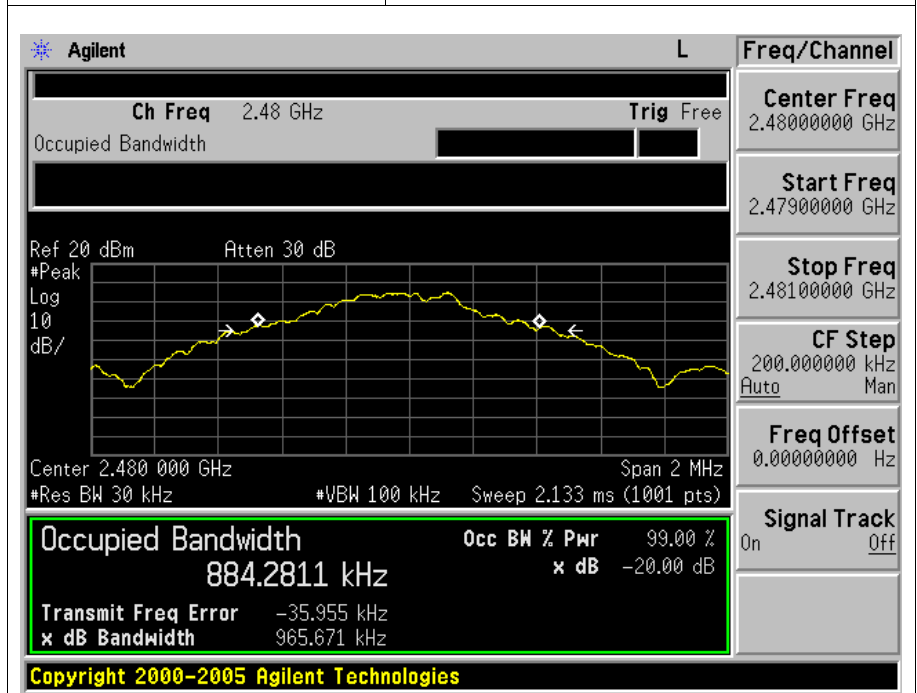 Agilent L Freq/Channel
Ch Freq 2.48 GHz Trig Free
Occupied Bandwidth
Center Freq
2.48000000 GHz
Start Freq
2.47900000 GHz
Stop Freq
2.48100000 GHz
CF Step
200.000000 kHz
Auto Man
Freq Offset
0.00000000 Hz
Signal Track
On Off
Ref 20 dBm Atten 30 dB
#Peak
Log
10
dB/
Center 2.480 000 GHz Span 2 MHz
#Res BW 30 kHz #VBW 100 kHz Sweep 2.133 ms (1001 pts)
Occupied Bandwidth Occ BW % Pwr 99.00 %
884.2811 kHz x dB -20.00 dB
Transmit Freq Error -35.955 kHz
x dB Bandwidth 965.671 kHz
Copyright 2000-2005 Agilent Technologies